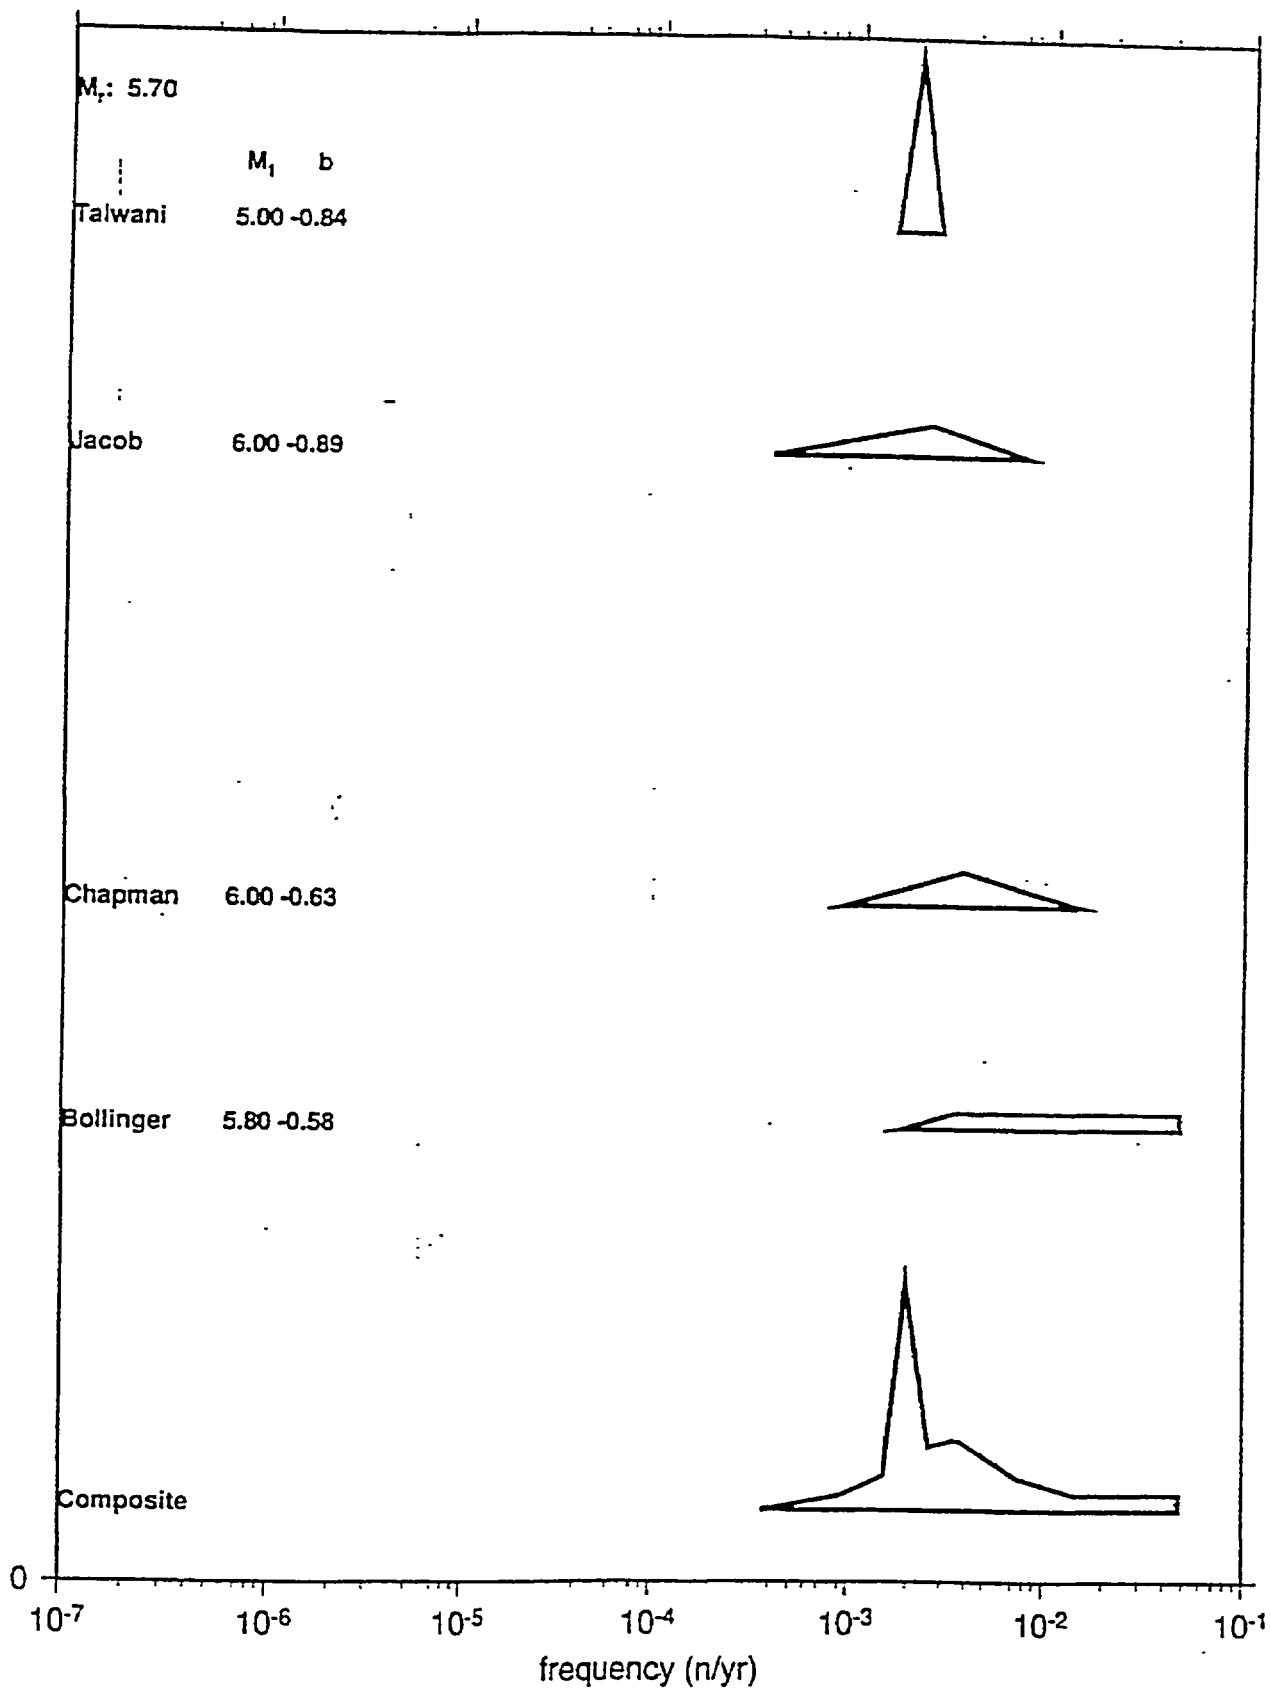 Mr: 5.70
M1 b
Talwani 5.00 -0.84
Jacob 6.00 -0.89
Chapman 6.00 -0.63
Bollinger 5.80 -0.58
Composite
0
10-7 10-6 10-5 10-4 10-3 10-2 10-1
frequency (n/yr)